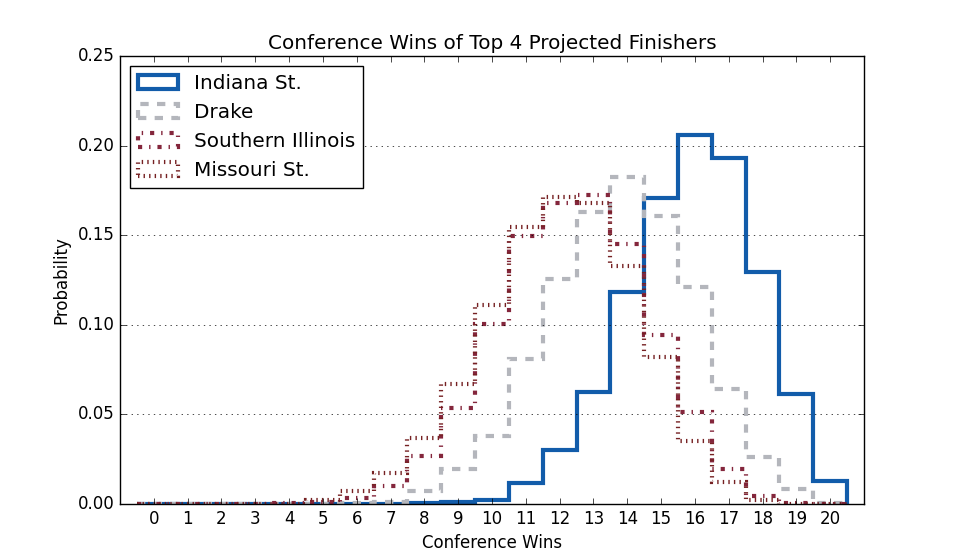 Conference Wins of Top 4 Projected Finishers
0.25
0.20
0.15
0.10
0.05
0.00
Probability
Indiana St.
Drake
Southern Illinois
Missouri St.
0 1 2 3 4 5 6 7 8 9 10 11 12 13 14 15 16 17 18 19 20
Conference Wins